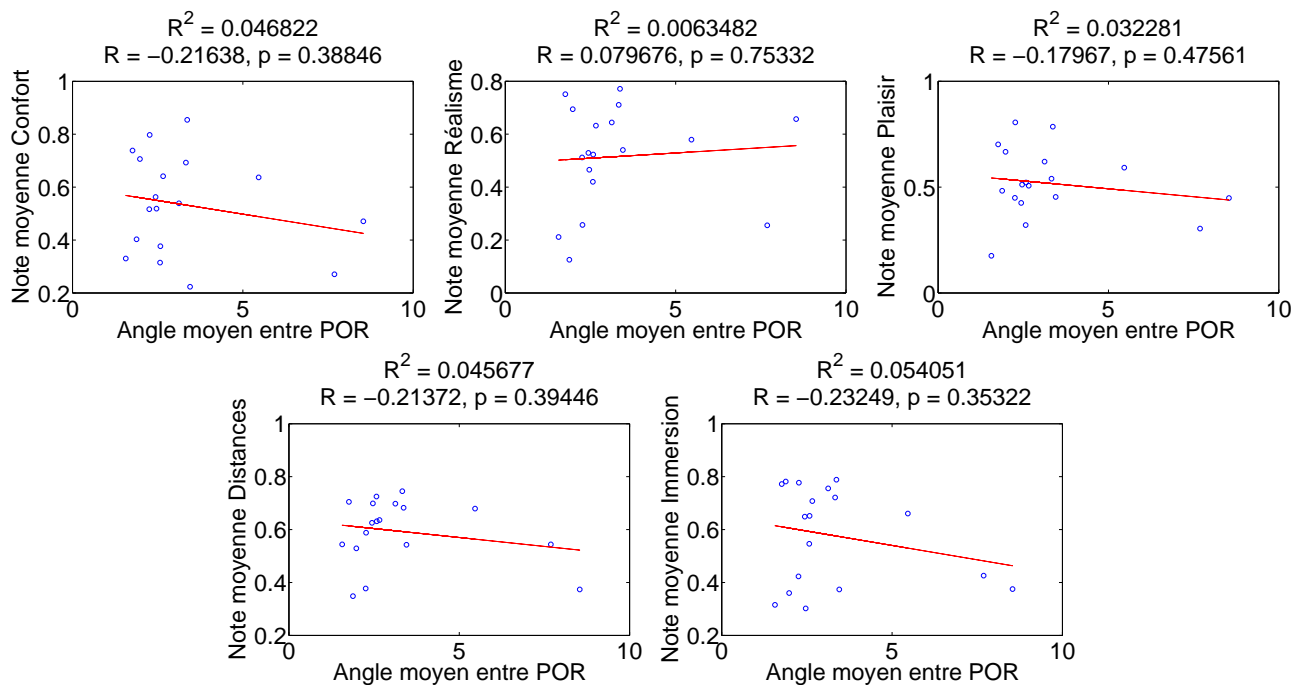 R² = 0.046822
R = −0.21638, p = 0.38846
Note moyenne Confort
1
0.8
0.6
0.4
0.2
0
5
10
Angle moyen entre POR
R² = 0.0063482
R = 0.079676, p = 0.75332
Note moyenne Réalisme
0.8
0.6
0.4
0.2
0
0
5
10
Angle moyen entre POR
R² = 0.032281
R = −0.17967, p = 0.47561
Note moyenne Plaisir
1
0.5
0
0
5
10
Angle moyen entre POR
R² = 0.045677
R = −0.21372, p = 0.39446
Note moyenne Distances
1
0.8
0.6
0.4
0.2
0
5
10
Angle moyen entre POR
R² = 0.054051
R = −0.23249, p = 0.35322
Note moyenne Immersion
1
0.8
0.6
0.4
0.2
0
5
10
Angle moyen entre POR